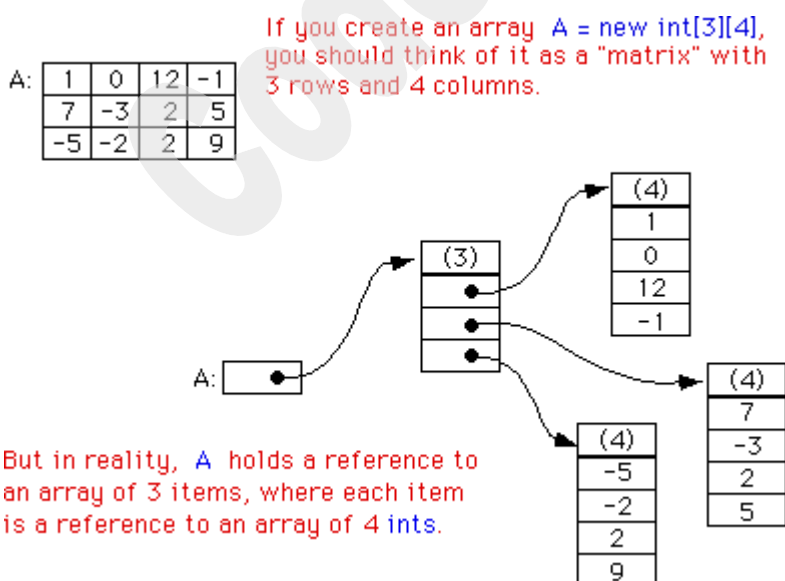 If you create an array A = new int[3][4],
you should think of it as a "matrix" with
3 rows and 4 columns.
A: 1 0 12 -1
7 -3 2 5
-5 -2 2 9
(4)
1
0
12
-1
(3)
A:
(4)
7
-3
2
5
(4)
-5
-2
2
9
But in reality, A holds a reference to
an array of 3 items, where each item
is a reference to an array of 4 ints.